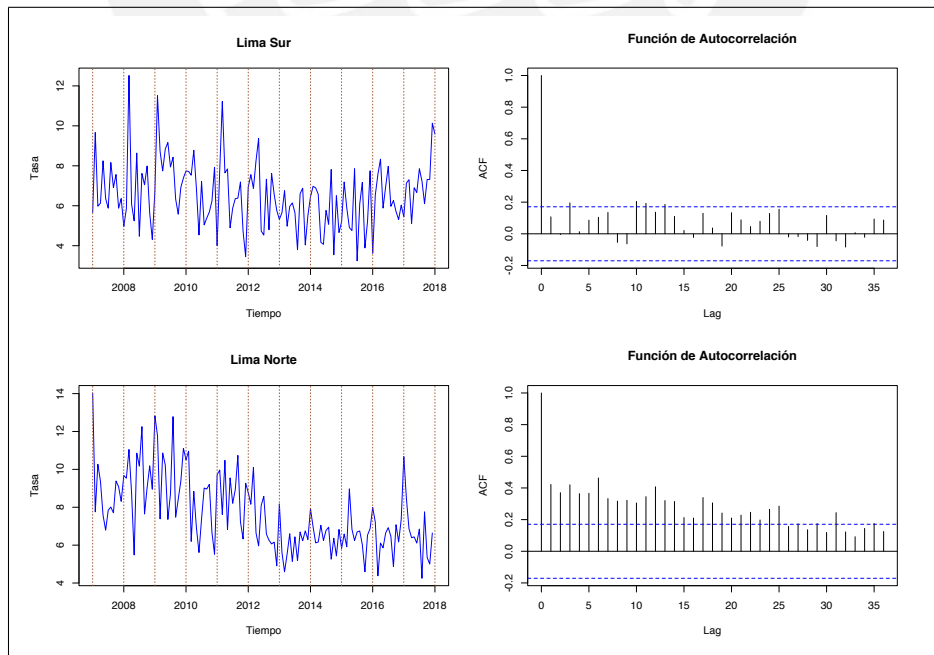 Lima Sur
Tasa
4 6 8 10 12
2008 2010 2012 2014 2016 2018
Tiempo
Función de Autocorrelación
ACF
-0.2 0.0 0.2 0.4 0.6 0.8 1.0
0 5 10 15 20 25 30 35
Lag
Lima Norte
Tasa
4 6 8 10 12 14
2008 2010 2012 2014 2016 2018
Tiempo
Función de Autocorrelación
ACF
-0.2 0.0 0.2 0.4 0.6 0.8 1.0
0 5 10 15 20 25 30 35
Lag